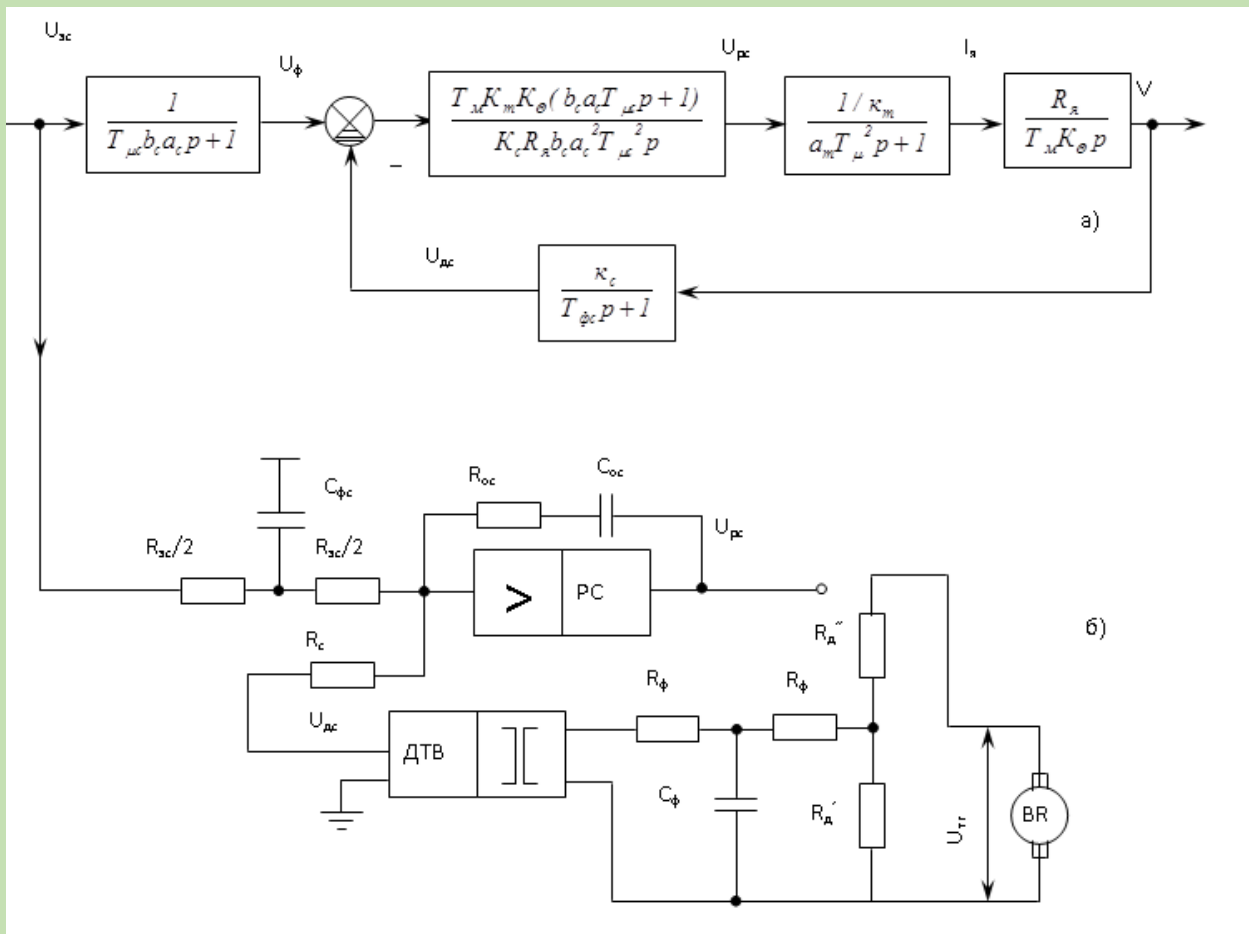 Uзс
Uф
1
Tμcbcacp+1
−
TмKтKΘ(bcacTμcp+1)
KcRяbcac²Tμc²p
Uрс
1/кт
aтTμ²p+1
Iя
Rя
TмKΘp
V
а)
Uдс
кс
Tфсp+1
Cфс
Rзс/2
Rзс/2
Rос
Cос
Uрс
>
РС
Rс
Uдс
ДТВ
Rф
Rф
Cф
Rд˝
Rд´
Uтг
BR
б)